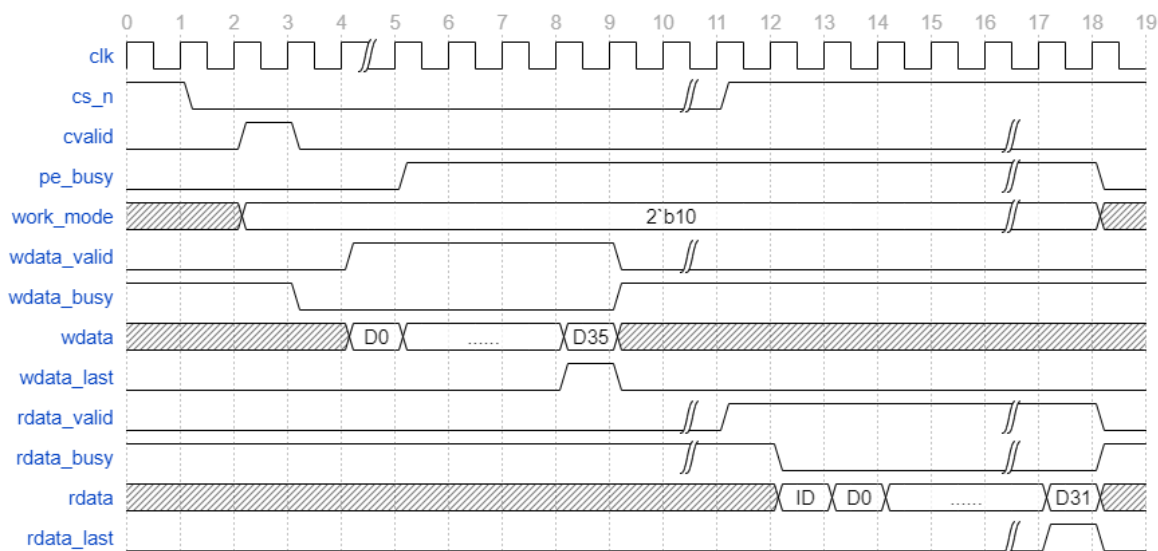 0 1 2 3 4 5 6 7 8 9 10 11 12 13 14 15 16 17 18 19
clk
cs_n
cvalid
pe_busy
work_mode 2`b10
wdata_valid
wdata_busy
wdata D0 ...... D35
wdata_last
rdata_valid
rdata_busy
rdata ID D0 ...... D31
rdata_last